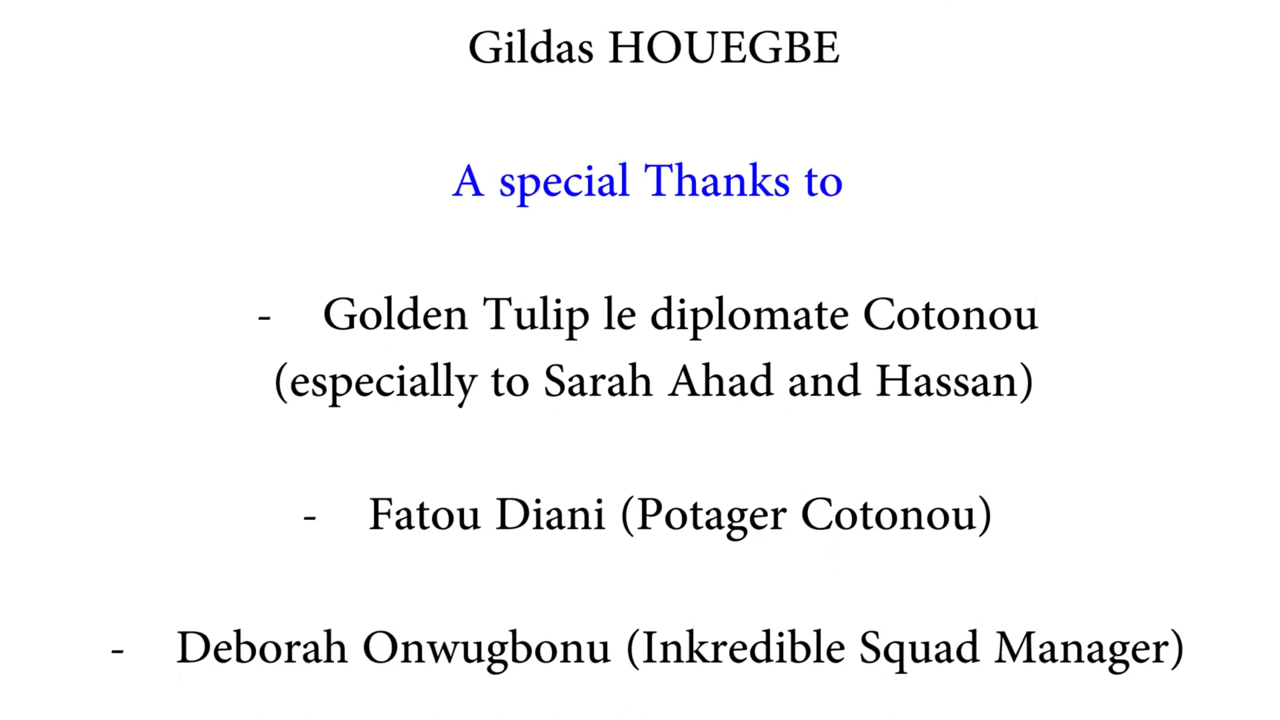 Gildas HOUEGBE
A special Thanks to
- Golden Tulip le diplomate Cotonou
(especially to Sarah Ahad and Hassan)
- Fatou Diani (Potager Cotonou)
- Deborah Onwugbonu (Inkredible Squad Manager)